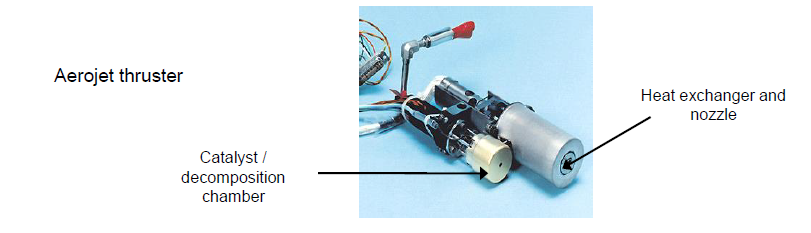 Aerojet thruster
Heat exchanger and
nozzle
Catalyst /
decomposition
chamber